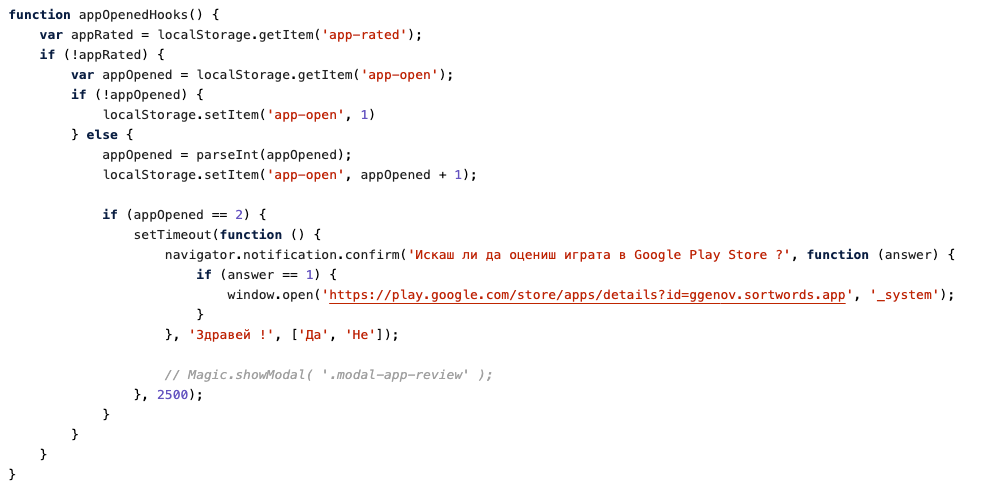 function appOpenedHooks() {
    var appRated = localStorage.getItem('app-rated');
    if (!appRated) {
        var appOpened = localStorage.getItem('app-open');
        if (!appOpened) {
            localStorage.setItem('app-open', 1)
        } else {
            appOpened = parseInt(appOpened);
            localStorage.setItem('app-open', appOpened + 1);

            if (appOpened == 2) {
                setTimeout(function () {
                    navigator.notification.confirm('Искаш ли да оцениш играта в Google Play Store ?', function (answer) {
                        if (answer == 1) {
                            window.open('https://play.google.com/store/apps/details?id=ggenov.sortwords.app', '_system');
                        }
                    }, 'Здравей !', ['Да', 'Не']);

                    // Magic.showModal( '.modal-app-review' );
                }, 2500);
            }
        }
    }
}